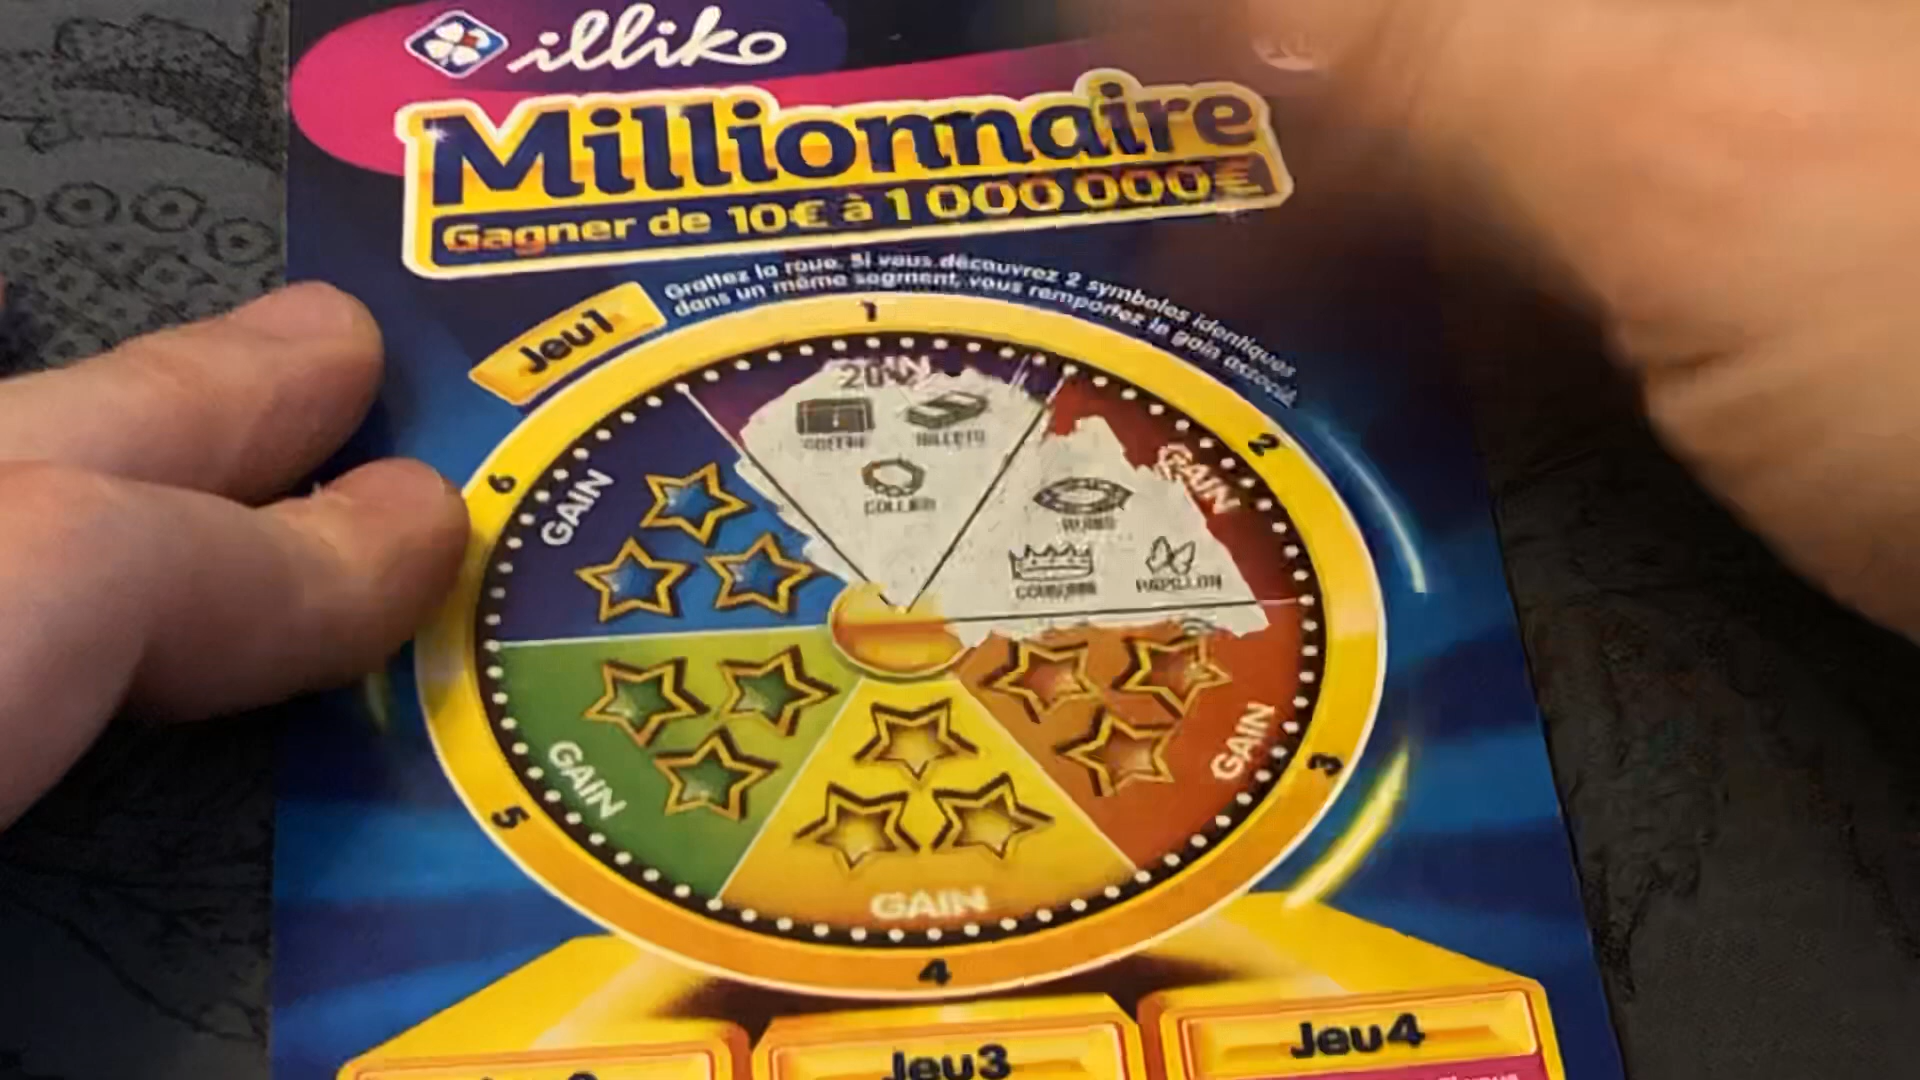 illiko
Millionnaire
Gagner de 10€ à 1 000 000€
Jeu1
Grattez la roue. Si vous découvrez 2 symboles identiques
dans un même segment, vous remportez le gain associé.
1
2
3
4
5
6
GAIN
BILLETS
COLLIER
GAIN
COURONNE
PAPILLON
GAIN
GAIN
GAIN
GAIN
Jeu3
Jeu4